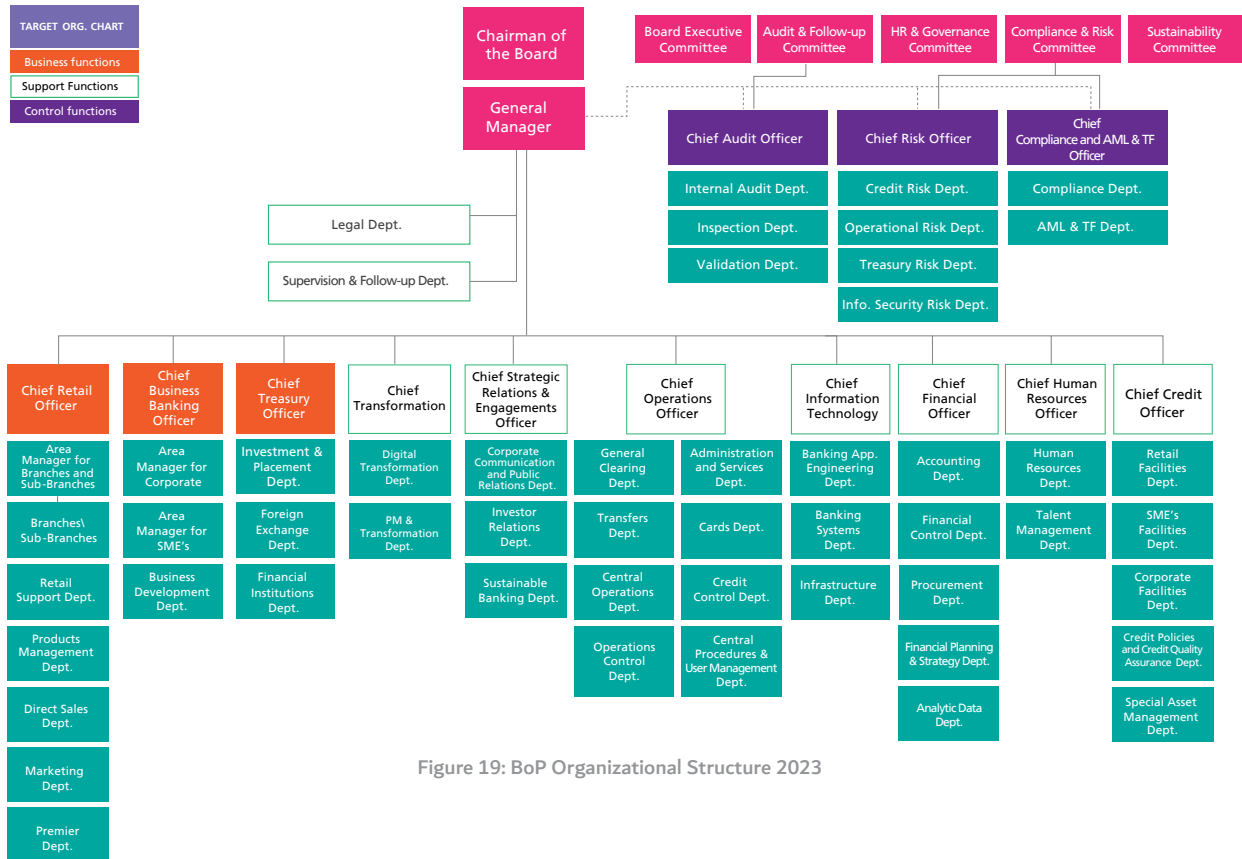 TARGET ORG. CHART
Business functions
Support Functions
Control functions
Chairman of
the Board
General
Manager
Board Executive
Committee
Audit & Follow-up
Committee
HR & Governance
Committee
Compliance & Risk
Committee
Sustainability
Committee
Chief Audit Officer
Internal Audit Dept.
Inspection Dept.
Validation Dept.
Chief Risk Officer
Credit Risk Dept.
Operational Risk Dept.
Treasury Risk Dept.
Info. Security Risk Dept.
Chief
Compliance and AML & TF
Officer
Compliance Dept.
AML & TF Dept.
Legal Dept.
Supervision & Follow-up Dept.
Chief Retail
Officer
Area
Manager for
Branches and
Sub-Branches
Branches\
Sub-Branches
Retail
Support Dept.
Products
Management
Dept.
Direct Sales
Dept.
Marketing
Dept.
Premier
Dept.
Chief
Business
Banking
Officer
Area
Manager for
Corporate
Area
Manager for
SME's
Business
Development
Dept.
Chief
Treasury
Officer
Investment &
Placement
Dept.
Foreign
Exchange
Dept.
Financial
Institutions
Dept.
Chief
Transformation
Digital
Transformation
Dept.
PM &
Transformation
Dept.
Chief Strategic
Relations &
Engagements
Officer
Corporate
Communication
and Public
Relations Dept.
Investor
Relations
Dept.
Sustainable
Banking Dept.
Chief
Operations
Officer
General
Clearing
Dept.
Transfers
Dept.
Central
Operations
Dept.
Operations
Control
Dept.
Administration
and Services
Dept.
Cards Dept.
Credit
Control Dept.
Central
Procedures &
User Management
Dept.
Chief
Information
Technology
Banking App.
Engineering
Dept.
Banking
Systems
Dept.
Infrastructure
Dept.
Chief
Financial
Officer
Accounting
Dept.
Financial
Control Dept.
Procurement
Dept.
Financial Planning
& Strategy Dept.
Analytic Data
Dept.
Chief Human
Resources
Officer
Human
Resources
Dept.
Talent
Management
Dept.
Chief Credit
Officer
Retail
Facilities
Dept.
SME's
Facilities
Dept.
Corporate
Facilities
Dept.
Credit Policies
and Credit Quality
Assurance Dept.
Special Asset
Management
Dept.
Figure 19: BoP Organizational Structure 2023